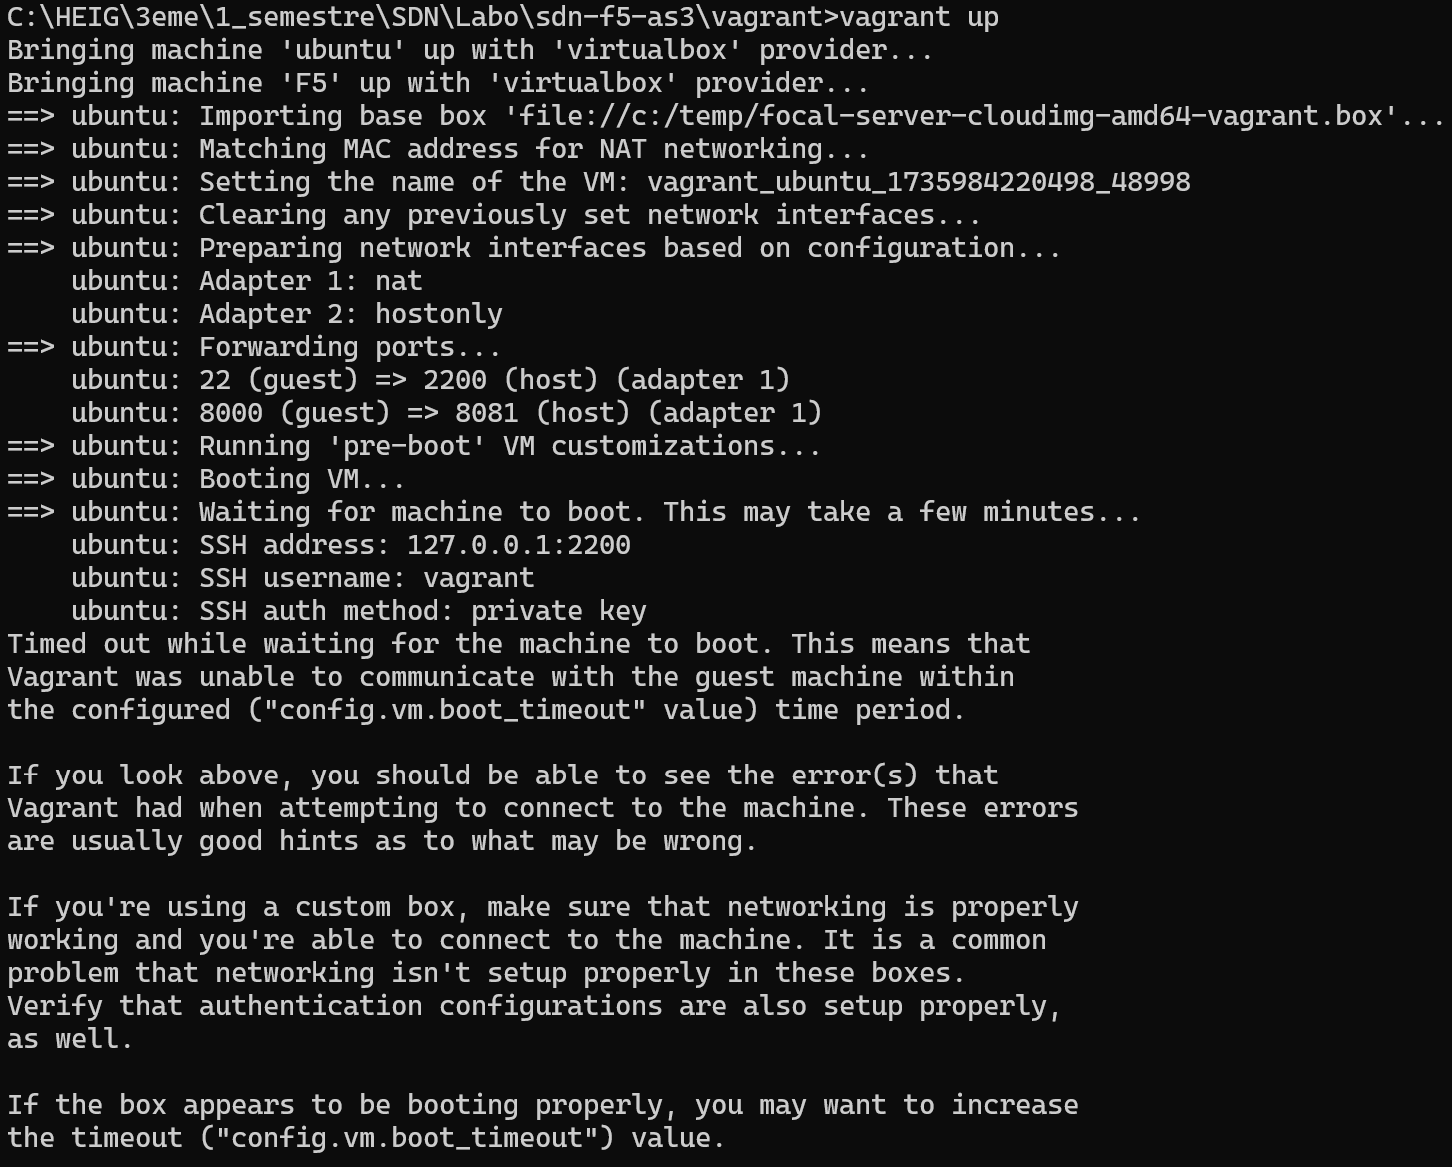 C:\HEIG\3eme\1_semestre\SDN\Labo\sdn-f5-as3\vagrant>vagrant up
Bringing machine 'ubuntu' up with 'virtualbox' provider...
Bringing machine 'F5' up with 'virtualbox' provider...
==> ubuntu: Importing base box 'file://c:/temp/focal-server-cloudimg-amd64-vagrant.box'...
==> ubuntu: Matching MAC address for NAT networking...
==> ubuntu: Setting the name of the VM: vagrant_ubuntu_1735984220498_48998
==> ubuntu: Clearing any previously set network interfaces...
==> ubuntu: Preparing network interfaces based on configuration...
    ubuntu: Adapter 1: nat
    ubuntu: Adapter 2: hostonly
==> ubuntu: Forwarding ports...
    ubuntu: 22 (guest) => 2200 (host) (adapter 1)
    ubuntu: 8000 (guest) => 8081 (host) (adapter 1)
==> ubuntu: Running 'pre-boot' VM customizations...
==> ubuntu: Booting VM...
==> ubuntu: Waiting for machine to boot. This may take a few minutes...
    ubuntu: SSH address: 127.0.0.1:2200
    ubuntu: SSH username: vagrant
    ubuntu: SSH auth method: private key
Timed out while waiting for the machine to boot. This means that
Vagrant was unable to communicate with the guest machine within
the configured ("config.vm.boot_timeout" value) time period.

If you look above, you should be able to see the error(s) that
Vagrant had when attempting to connect to the machine. These errors
are usually good hints as to what may be wrong.

If you're using a custom box, make sure that networking is properly
working and you're able to connect to the machine. It is a common
problem that networking isn't setup properly in these boxes.
Verify that authentication configurations are also setup properly,
as well.

If the box appears to be booting properly, you may want to increase
the timeout ("config.vm.boot_timeout") value.